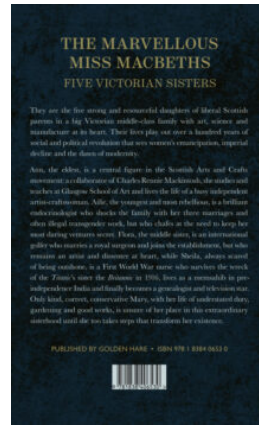 THE MARVELLOUS
MISS MACBETHS
FIVE VICTORIAN SISTERS
They are the five strong and resourceful daughters of liberal Scottish
parents in a big Victorian middle-class family with art, science and
manufacture at its heart. Their lives play out over a hundred years of
social and political revolution that sees women's emancipation, imperial
decline and the dawn of modernity.
Ann, the eldest, is a central figure in the Scottish Arts and Crafts
movement; a collaborator of Charles Rennie Mackintosh, she studies and
teaches at Glasgow School of Art and lives the life of a busy independent
artist-craftswoman. Ailie, the youngest and most rebellious, is a brilliant
endocrinologist who shocks the family with her three marriages and
often illegal transgender work, but who chafes at the need to keep her
most daring ventures secret. Flora, the middle sister, is an international
golfer who marries a royal surgeon and joins the establishment, but who
remains an artist and dissenter at heart, while Sheila, always scared
of being outdone, is a First World War nurse who survives the wreck
of the Titanic's sister the Britannic in 1916, lives as a memsahib in pre-
independence India and finally becomes a genealogist and television star.
Only kind, correct, conservative Mary, with her life of understated duty,
gardening and good works, is unsure of her place in this extraordinary
sisterhood until she too takes steps that transform her existence.
PUBLISHED BY GOLDEN HARE • ISBN 978 1 8384 0653 0